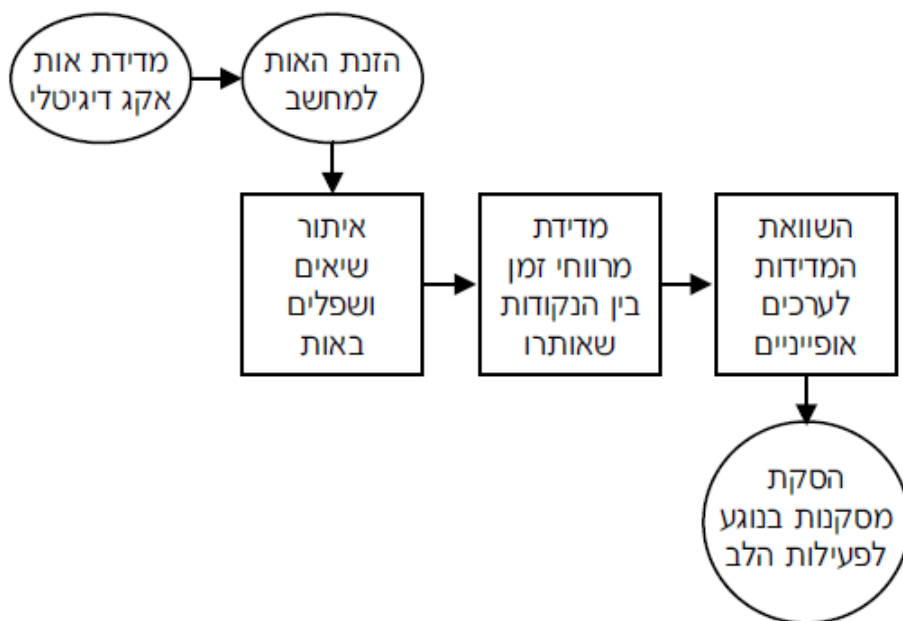 מדידת אות
אקג דיגיטלי
הזנת האות
למחשב
איתור
שיאים
ושפלים
באות
מדידת
מרווחי זמן
בין הנקודות
שאותרו
השוואת
המדידות
לערכים
אופייניים
הסקת
מסקנות בנוגע
לפעילות הלב